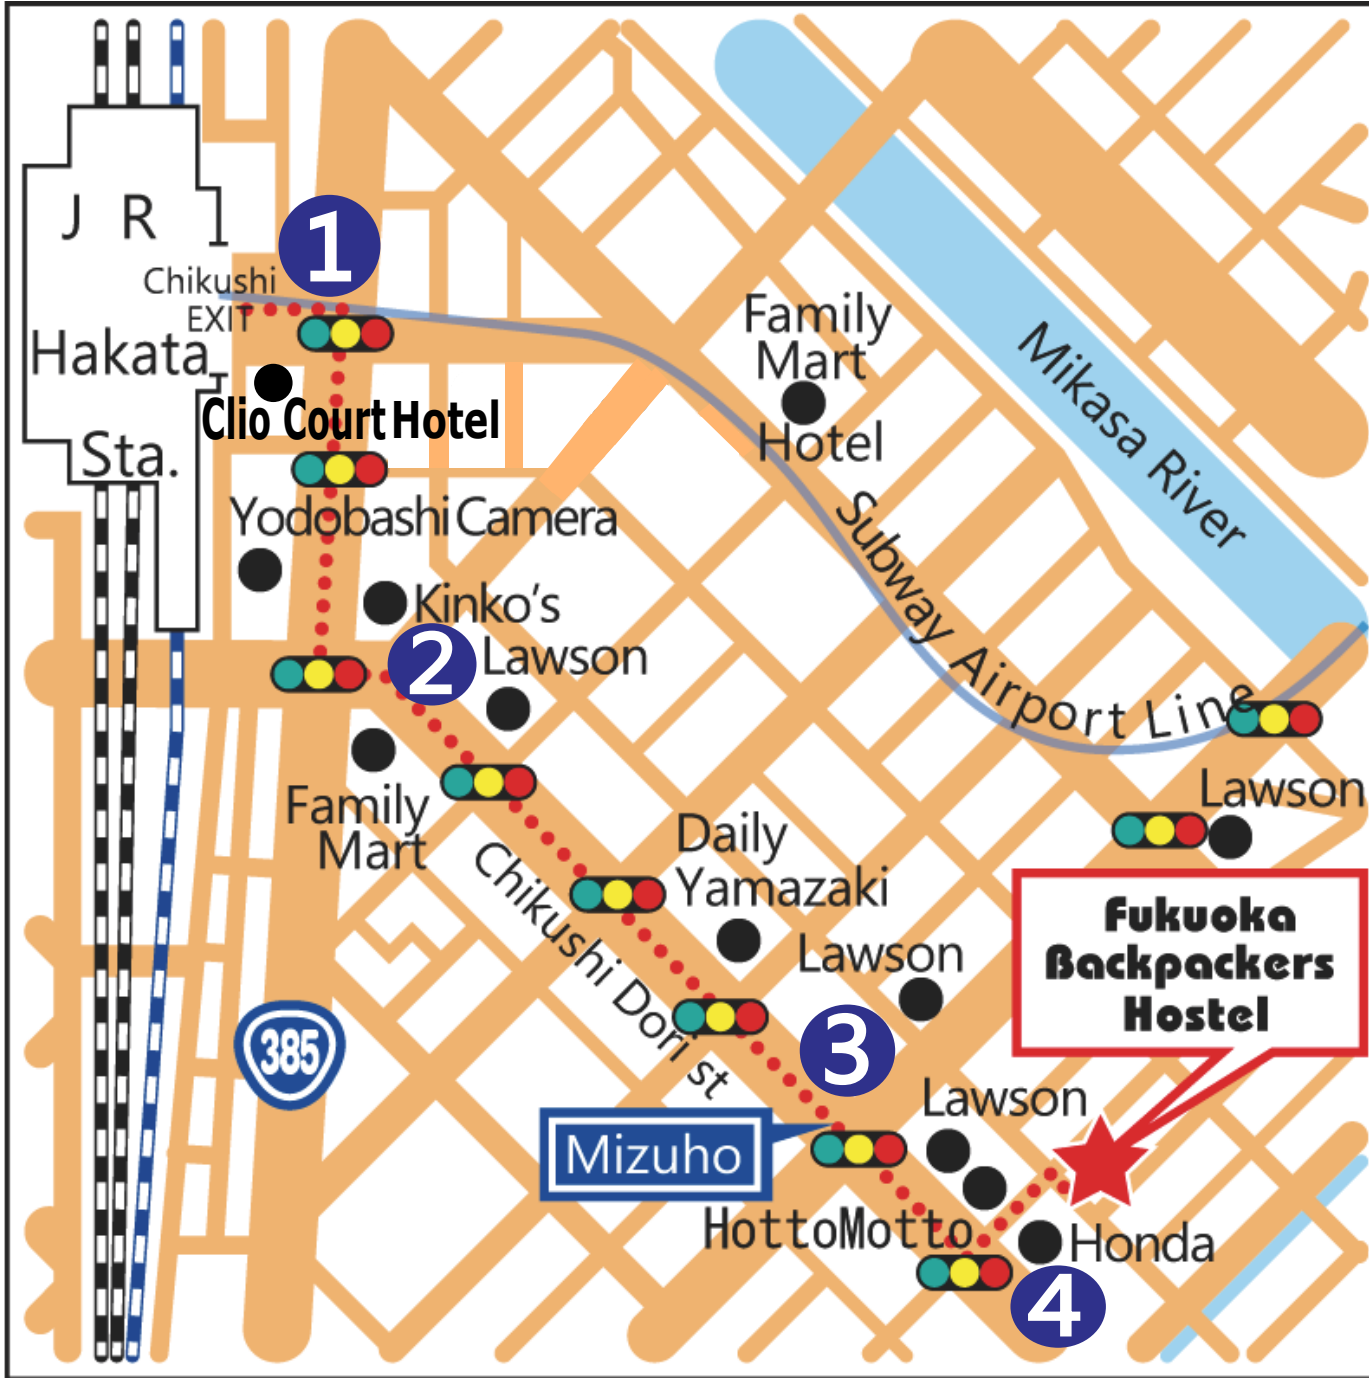 J R
Chikushi
EXIT
Hakata
Sta.
1
Clio Court Hotel
Yodobashi Camera
Kinko's
2
Lawson
Family
Mart
Family
Mart
Hotel
Mikasa River
Subway Airport Line
Lawson
Daily
Yamazaki
Chikushi Dori st
Lawson
385
3
Fukuoka
Backpackers
Hostel
Mizuho
Lawson
HottoMotto
Honda
4